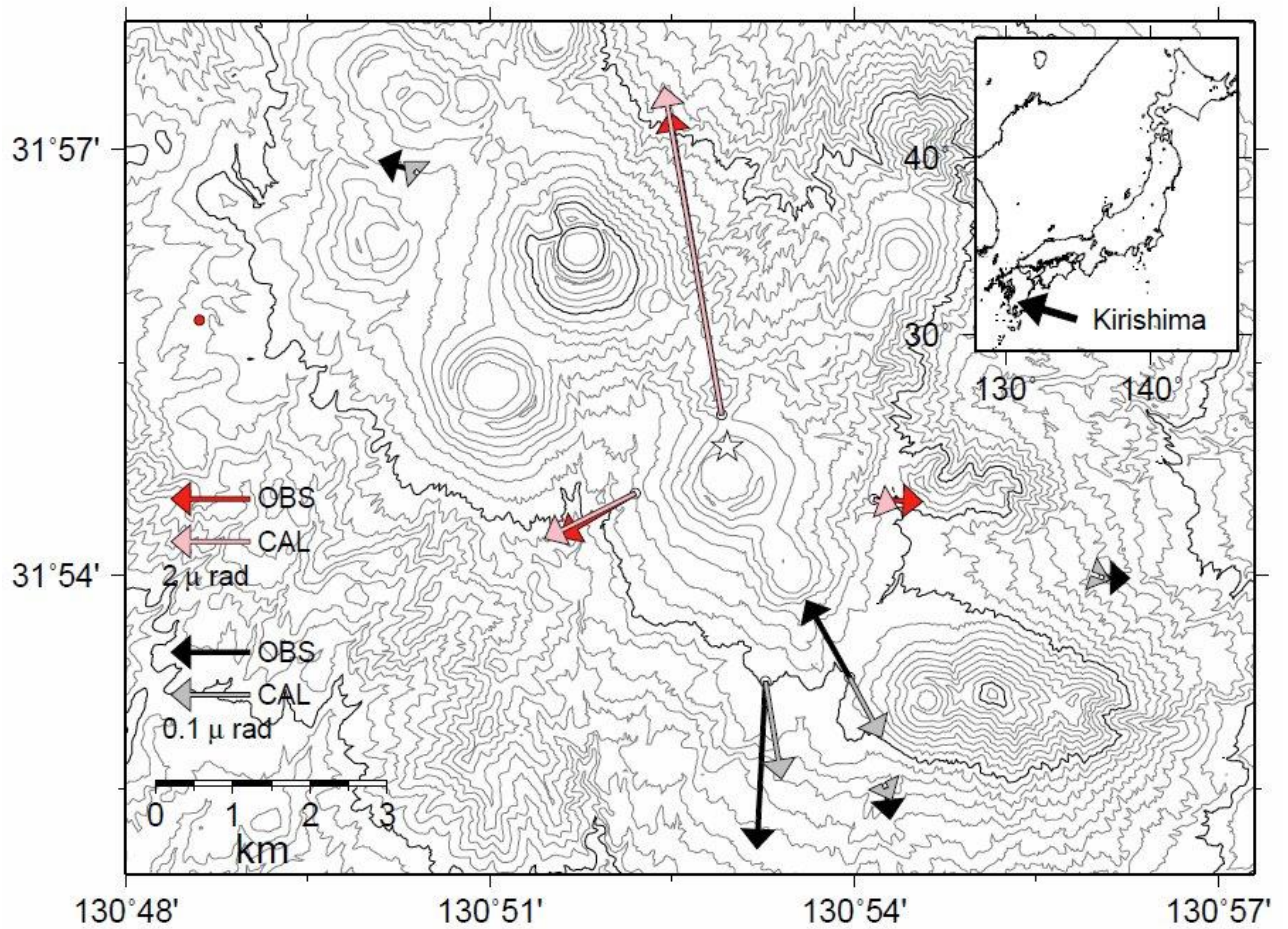 31°57'
40°
30°
Kirishima
130° 140°
OBS
CAL
2 μ rad
31°54'
OBS
CAL
0.1 μ rad
0 1 2 3
km
130°48' 130°51' 130°54' 130°57'